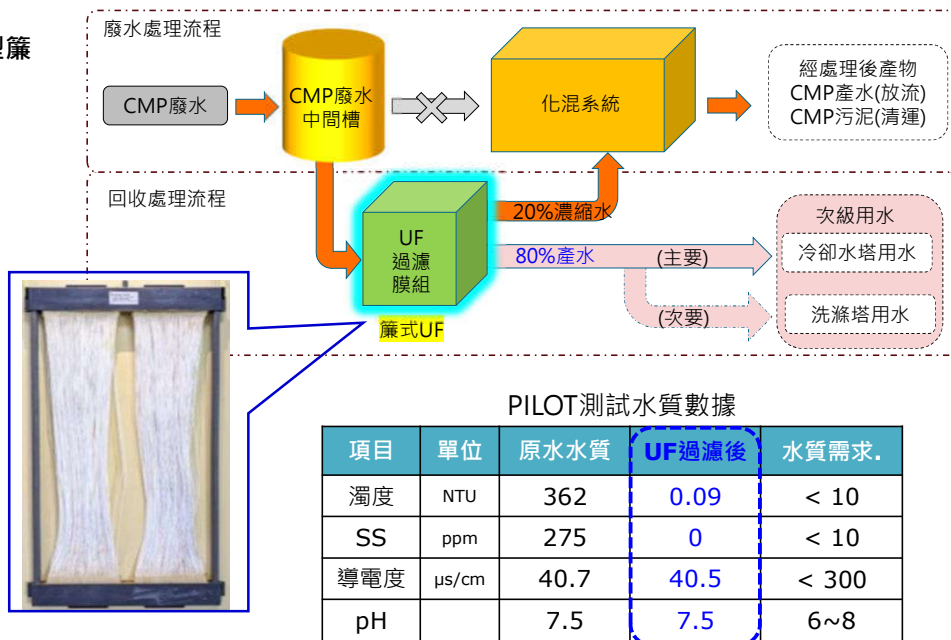 型簾
廢水處理流程
CMP廢水
CMP廢水
中間槽
化混系統
經處理後產物
CMP產水(放流)
CMP污泥(清運)
回收處理流程
UF
過濾
膜組
簾式UF
20%濃縮水
80%產水
(主要)
(次要)
次級用水
冷卻水塔用水
洗滌塔用水
PILOT測試水質數據
項目 單位 原水水質 UF過濾後 水質需求.
濁度 NTU 362 0.09 < 10
SS ppm 275 0 < 10
導電度 μs/cm 40.7 40.5 < 300
pH 7.5 7.5 6~8